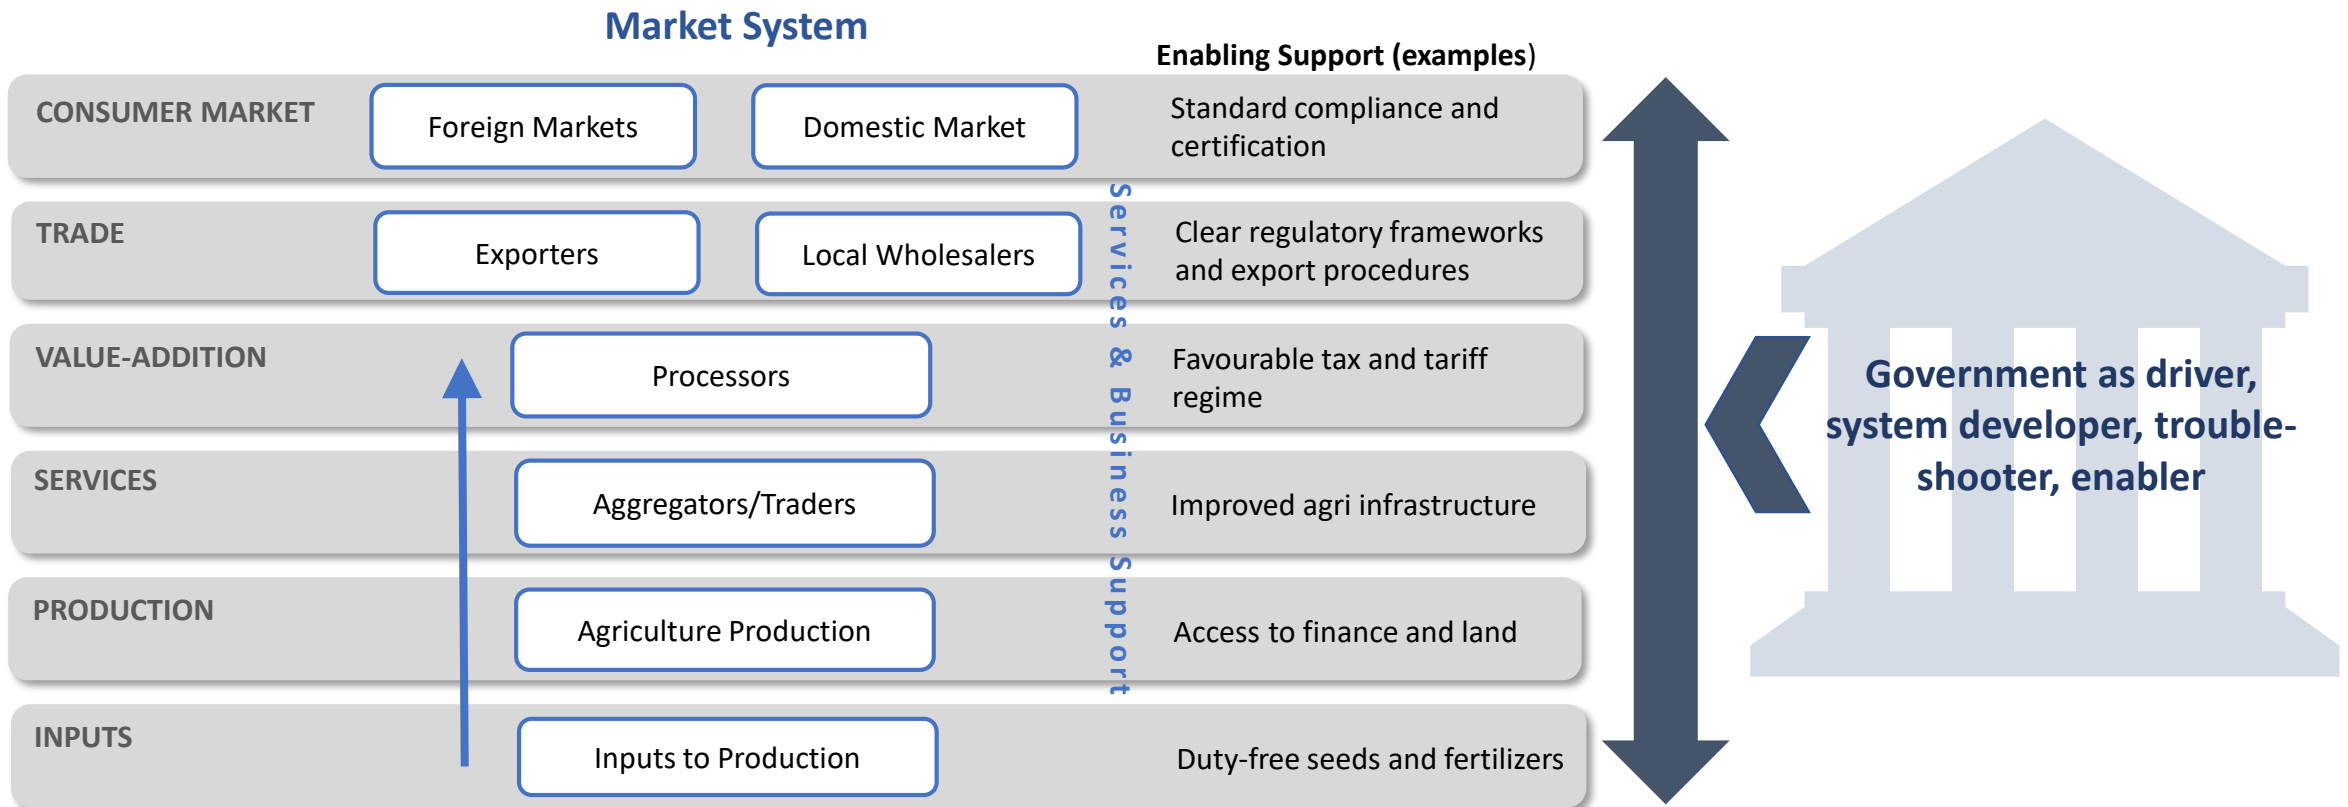 Market System
Enabling Support (examples)
CONSUMER MARKET
Foreign Markets
Domestic Market
Standard compliance and
certification
TRADE
Exporters
Local Wholesalers
Clear regulatory frameworks
and export procedures
VALUE-ADDITION
Processors
Favourable tax and tariff
regime
SERVICES
Aggregators/Traders
Improved agri infrastructure
PRODUCTION
Agriculture Production
Access to finance and land
INPUTS
Inputs to Production
Duty-free seeds and fertilizers
Services & Business Support
Government as driver,
system developer, trouble-
shooter, enabler